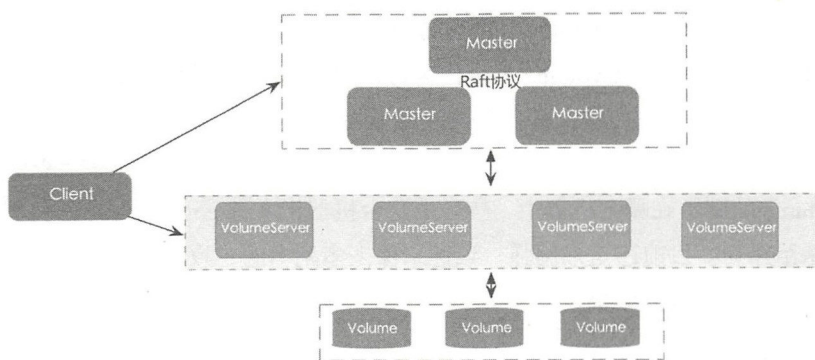 Master
Raft协议
Master
Master
Client
VolumeServer
VolumeServer
VolumeServer
VolumeServer
Volume
Volume
Volume